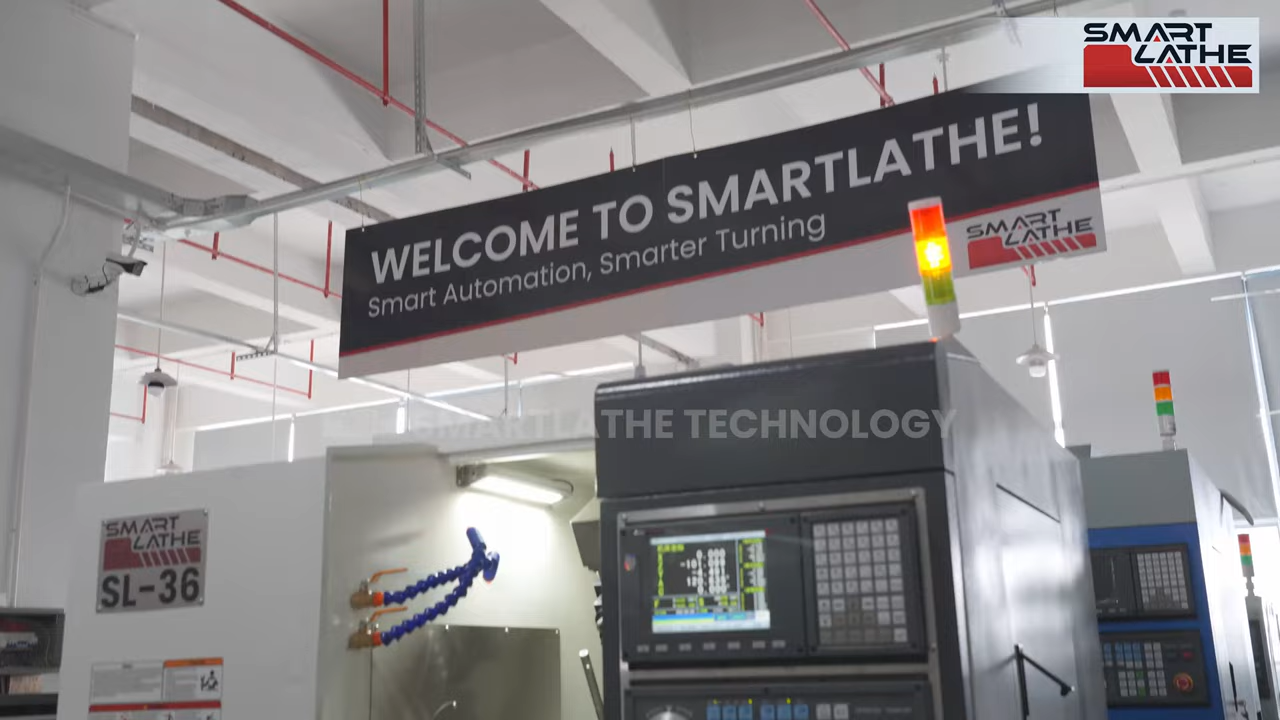 SMART
LATHE
WELCOME TO SMARTLATHE!
Smart Automation, Smarter Turning
SMART
LATHE
SMARTLATHE TECHNOLOGY
SMART
LATHE
SL-36